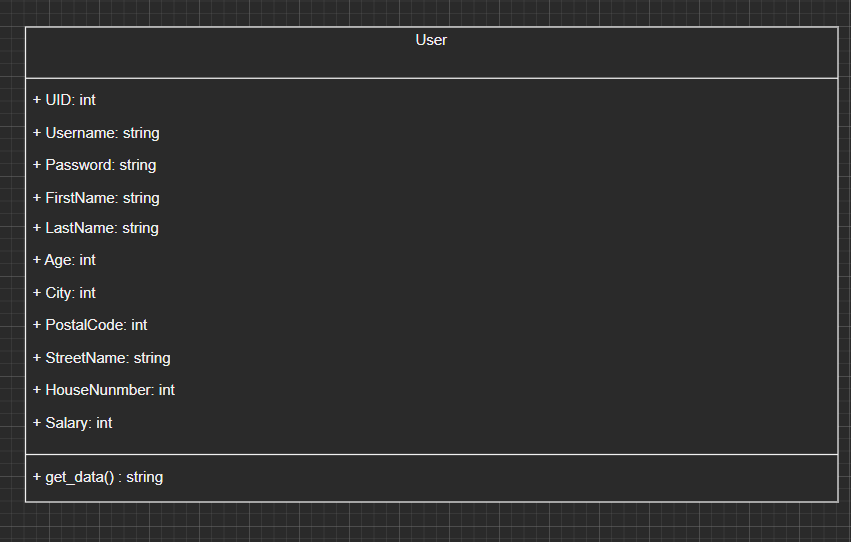 User
+ UID: int
+ Username: string
+ Password: string
+ FirstName: string
+ LastName: string
+ Age: int
+ City: int
+ PostalCode: int
+ StreetName: string
+ HouseNunmber: int
+ Salary: int
+ get_data() : string